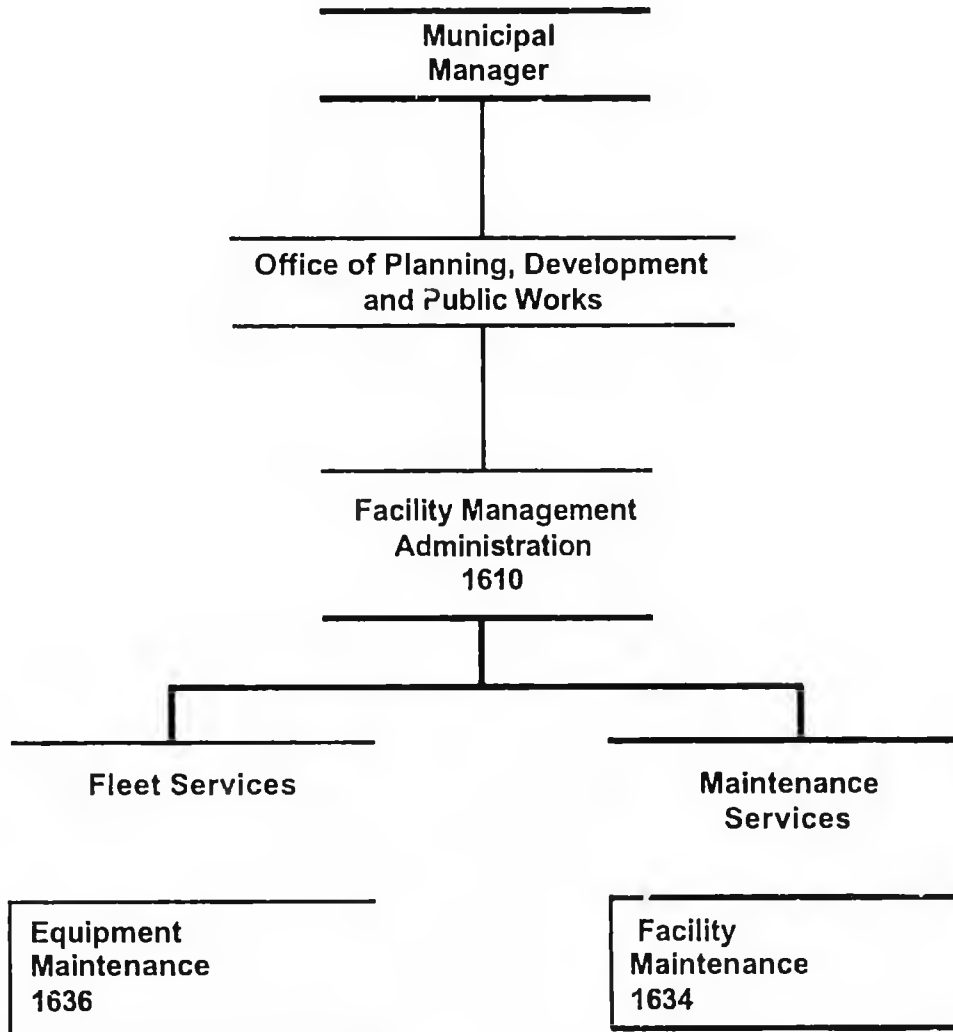 Municipal
Manager
Office of Planning, Development
and Public Works
Facility Management
Administration
1610
Fleet Services
Maintenance
Services
Equipment
Maintenance
1636
Facility
Maintenance
1634